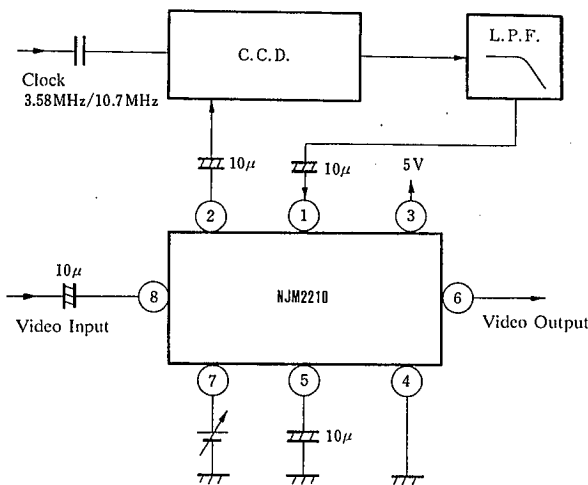 C.C.D.
L.P.F.
Clock
3.58MHz/10.7MHz
10μ
10μ
5V
2
1
3
10μ
8
NJM2210
6
Video Input
Video Output
7
5
4
10μ